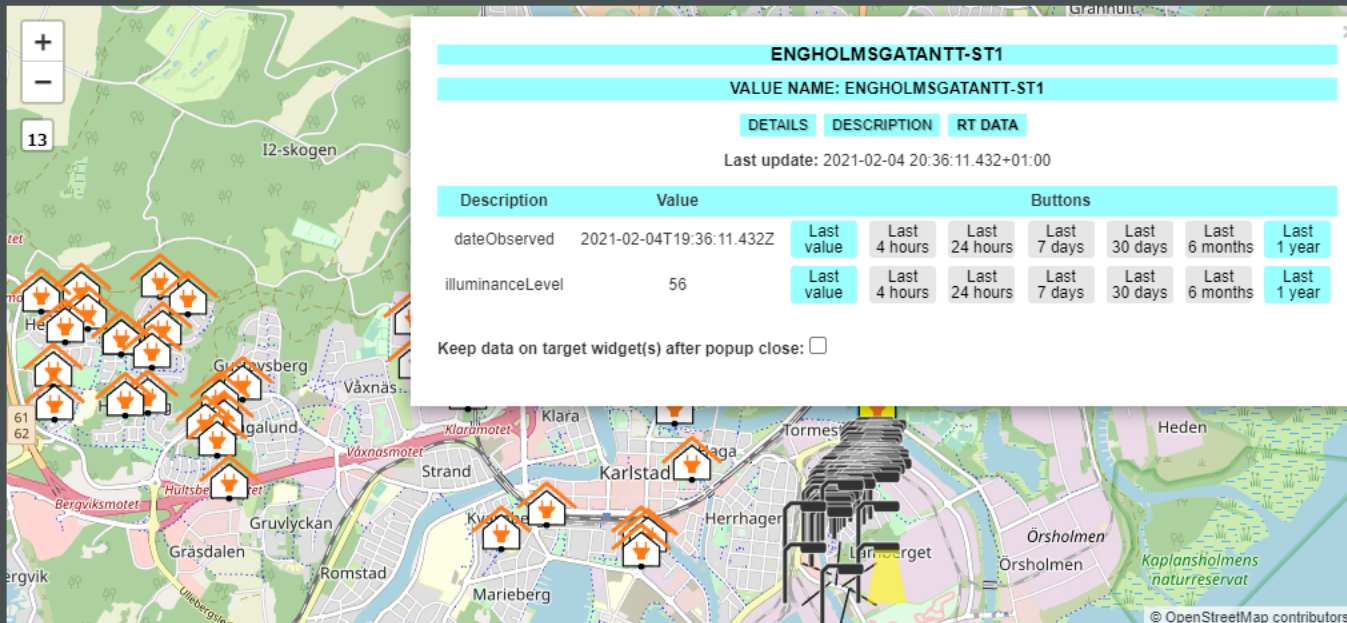 Grännult
+
−
13
I2-skogen
ENGHOLMSGATANTT-ST1
VALUE NAME: ENGHOLMSGATANTT-ST1
DETAILS DESCRIPTION RT DATA
Last update: 2021-02-04 20:36:11.432+01:00
Description Value Buttons
dateObserved 2021-02-04T19:36:11.432Z Last value Last 4 hours Last 24 hours Last 7 days Last 30 days Last 6 months Last 1 year
illuminanceLevel 56 Last value Last 4 hours Last 24 hours Last 7 days Last 30 days Last 6 months Last 1 year
Keep data on target widget(s) after popup close:
Våxnäs
61
62
Klara
Klaramotet
Våxnasmotet
Strand
Karlstad
Heden
Bergviksmotet
Gruvlyckan
Herrhagen
Gräsdalen
Romstad
Marieberg
Örsholmen
Örsholmen
Kaplansholmens
naturreservat
© OpenStreetMap contributors